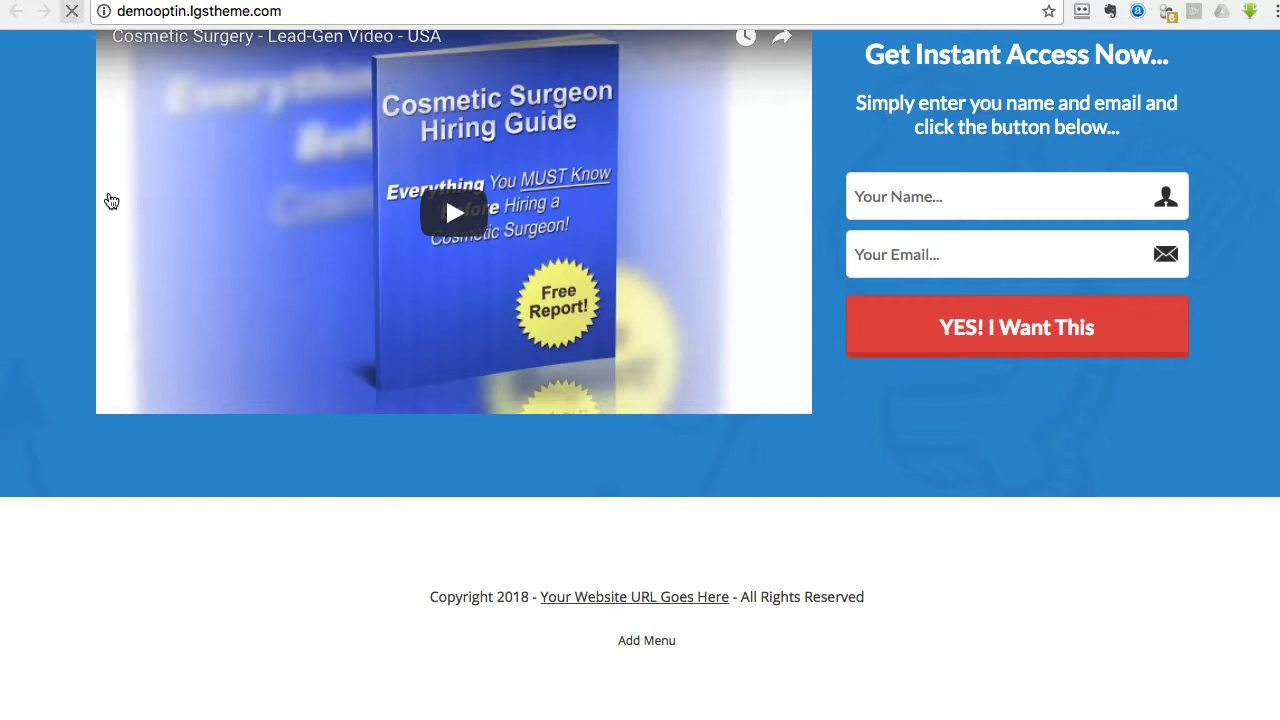 demooptin.lgstheme.com
6
Cosmetic Surgery - Lead-Gen Video - USA
Cosmetic Surgeon
Hiring Guide
Everything You MUST Know
Before Hiring a
Cosmetic Surgeon!
Free
Report!
Get Instant Access Now...
Simply enter you name and email and
click the button below...
Your Name...
Your Email...
YES! I Want This
Copyright 2018 - Your Website URL Goes Here - All Rights Reserved
Add Menu